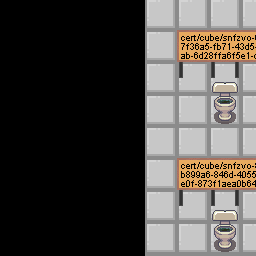 cert/cube/snfzvo-
7f36a5-fb71-43d5-
ab-6d28ffa6f5e1-
cert/cube/snfzvo-
b899a6-846d-4055
e0f-873f1aea0b64